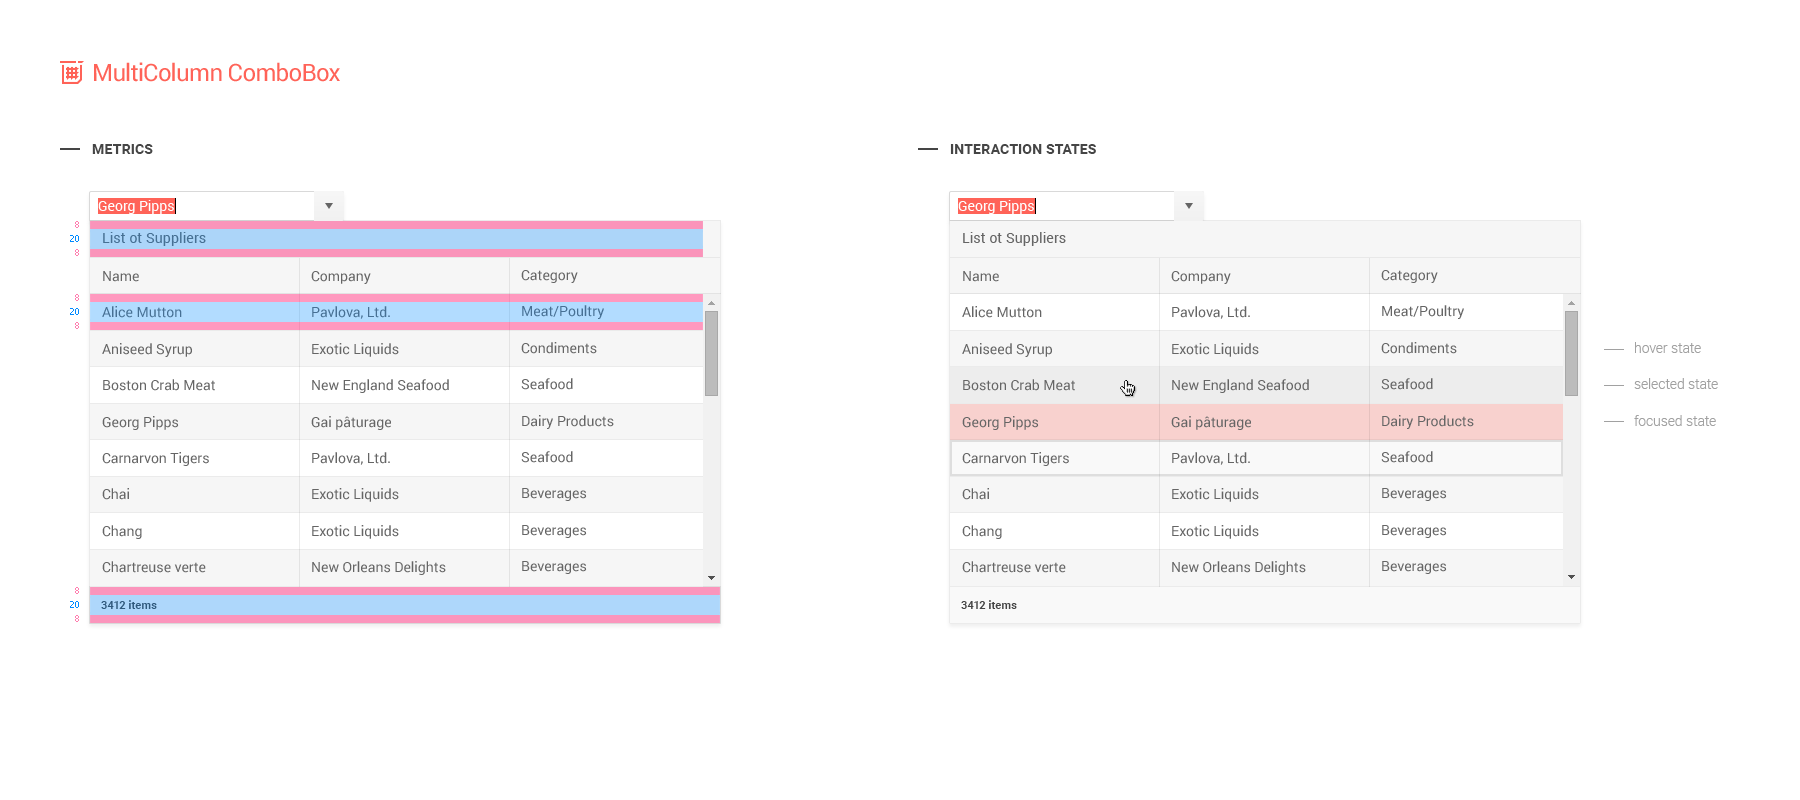 MultiColumn ComboBox
METRICS
Georg Pipps
8
20 List ot Suppliers
8
Name Company Category
8
20 Alice Mutton Pavlova, Ltd. Meat/Poultry
8
Aniseed Syrup Exotic Liquids Condiments
Boston Crab Meat New England Seafood Seafood
Georg Pipps Gai pâturage Dairy Products
Carnarvon Tigers Pavlova, Ltd. Seafood
Chai Exotic Liquids Beverages
Chang Exotic Liquids Beverages
Chartreuse verte New Orleans Delights Beverages
8
20 3412 items
8
INTERACTION STATES
Georg Pipps
List ot Suppliers
Name Company Category
Alice Mutton Pavlova, Ltd. Meat/Poultry
Aniseed Syrup Exotic Liquids Condiments hover state
Boston Crab Meat New England Seafood Seafood selected state
Georg Pipps Gai pâturage Dairy Products focused state
Carnarvon Tigers Pavlova, Ltd. Seafood
Chai Exotic Liquids Beverages
Chang Exotic Liquids Beverages
Chartreuse verte New Orleans Delights Beverages
3412 items